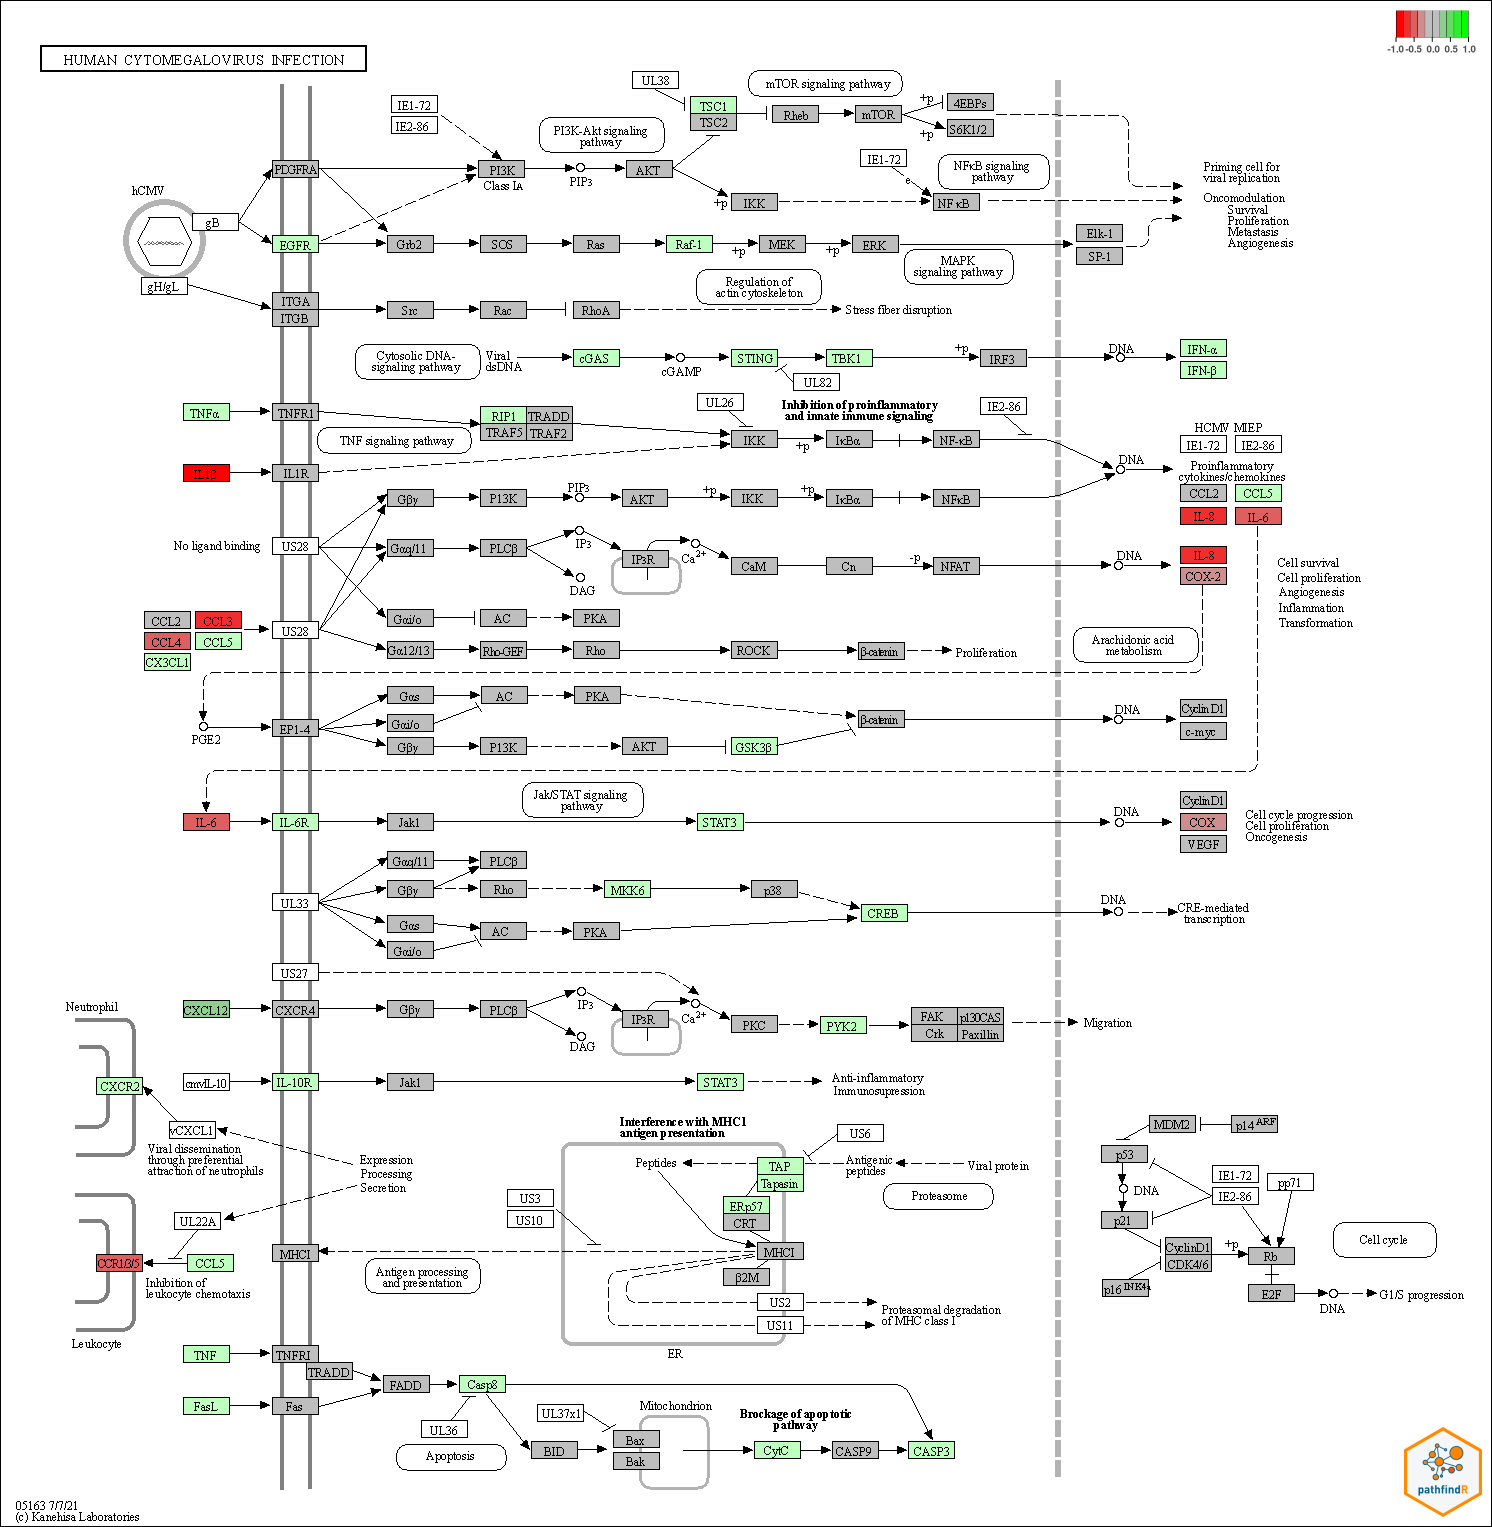 -1.0 -0.5 0.0 0.5 1.0
HUMAN CYTOMEGALOVIRUS INFECTION
UL38
mTOR signaling pathway
IE1-72
IE2-86
PI3K-Akt signaling
pathway
TSC1
TSC2
Rheb
mTOR
+p
4EBPs
+p
S6K1/2
hCMV
gB
PDGFRA
PI3K
Class IA
PIP3
AKT
+p
IKK
IE1-72
e
NFκB
NFκB signaling
pathway
Priming cell for
viral replication
Oncomodulation
Survival
Proliferation
Metastasis
Angiogenesis
EGFR
Grb2
SOS
Ras
Raf-1
+p
MEK
+p
ERK
Elk-1
SP-1
MAPK
signaling pathway
gH/gL
ITGA
ITGB
Src
Rac
RhoA
Regulation of
actin cytoskeleton
Stress fiber disruption
Cytosolic DNA-
signaling pathway
Viral
dsDNA
cGAS
cGAMP
STING
TBK1
UL82
+p
IRF3
DNA
IFN-α
IFN-β
TNFα
TNFR1
RIP1
TRADD
TRAF5
TRAF2
TNF signaling pathway
UL26
Inhibition of proinflammatory
and innate immune signaling
IE2-86
IKK
+p
IκBα
NF-κB
DNA
HCMV MIEP
IE1-72
IE2-86
Proinflammatory
cytokines/chemokines
CCL2
CCL5
IL-8
IL-6
IL1β
IL1R
Gβγ
P13K
PIP3
AKT
+p
IKK
+p
IκBα
NFκB
No ligand binding
US28
Gαq/11
PLCβ
IP3
DAG
IP3R
Ca2+
CaM
Cn
-p
NFAT
DNA
IL-8
COX-2
Cell survival
Cell proliferation
Angiogenesis
Inflammation
Transformation
CCL2
CCL3
CCL4
CCL5
CX3CL1
US28
Gαi/o
AC
PKA
Gα12/13
Rho-GEF
Rho
ROCK
β-catenin
Proliferation
Arachidonic acid
metabolism
PGE2
EP1-4
Gαs
AC
PKA
Gαi/o
Gβγ
P13K
AKT
GSK3β
β-catenin
DNA
CyclinD1
c-myc
IL-6
IL-6R
Jak1
Jak/STAT signaling
pathway
STAT3
DNA
CyclinD1
COX
VEGF
Cell cycle progression
Cell proliferation
Oncogenesis
UL33
Gαq/11
PLCβ
Gβγ
Rho
MKK6
p38
CREB
DNA
CRE-mediated
transcription
Gαs
AC
PKA
Gαi/o
US27
CXCL12
CXCR4
Gβγ
PLCβ
IP3
DAG
IP3R
Ca2+
PKC
PYK2
FAK
p130CAS
Crk
Paxillin
Migration
Neutrophil
CXCR2
cmvIL-10
IL-10R
Jak1
STAT3
Anti-inflammatory
Immunosupression
vCXCL1
Viral dissemination
through preferential
attraction of neutrophils
Expression
Processing
Secretion
UL22A
CCR1/3/5
CCL5
Inhibition of
leukocyte chemotaxis
Leukocyte
Interference with MHC1
antigen presentation
US6
Peptides
TAP
Tapasin
Antigenic
peptides
Viral protein
Proteasome
ERp57
CRT
US3
US10
MHCI
MHCI
β2M
Antigen processing
and presentation
US2
US11
Proteasomal degradation
of MHC class I
ER
MDM2
p14 ARF
p53
DNA
IE1-72
IE2-86
pp71
p21
CyclinD1
CDK4/6
+p
Rb
p16 INK4a
E2F
DNA
G1/S progression
Cell cycle
TNF
TNFRI
TRADD
FADD
Casp8
FasL
Fas
UL36
Apoptosis
UL37x1
BID
Bax
Bak
Mitochondrion
Brockage of apoptotic
pathway
CytC
CASP9
CASP3
pathfindR
05163 7/7/21
(c) Kanehisa Laboratories